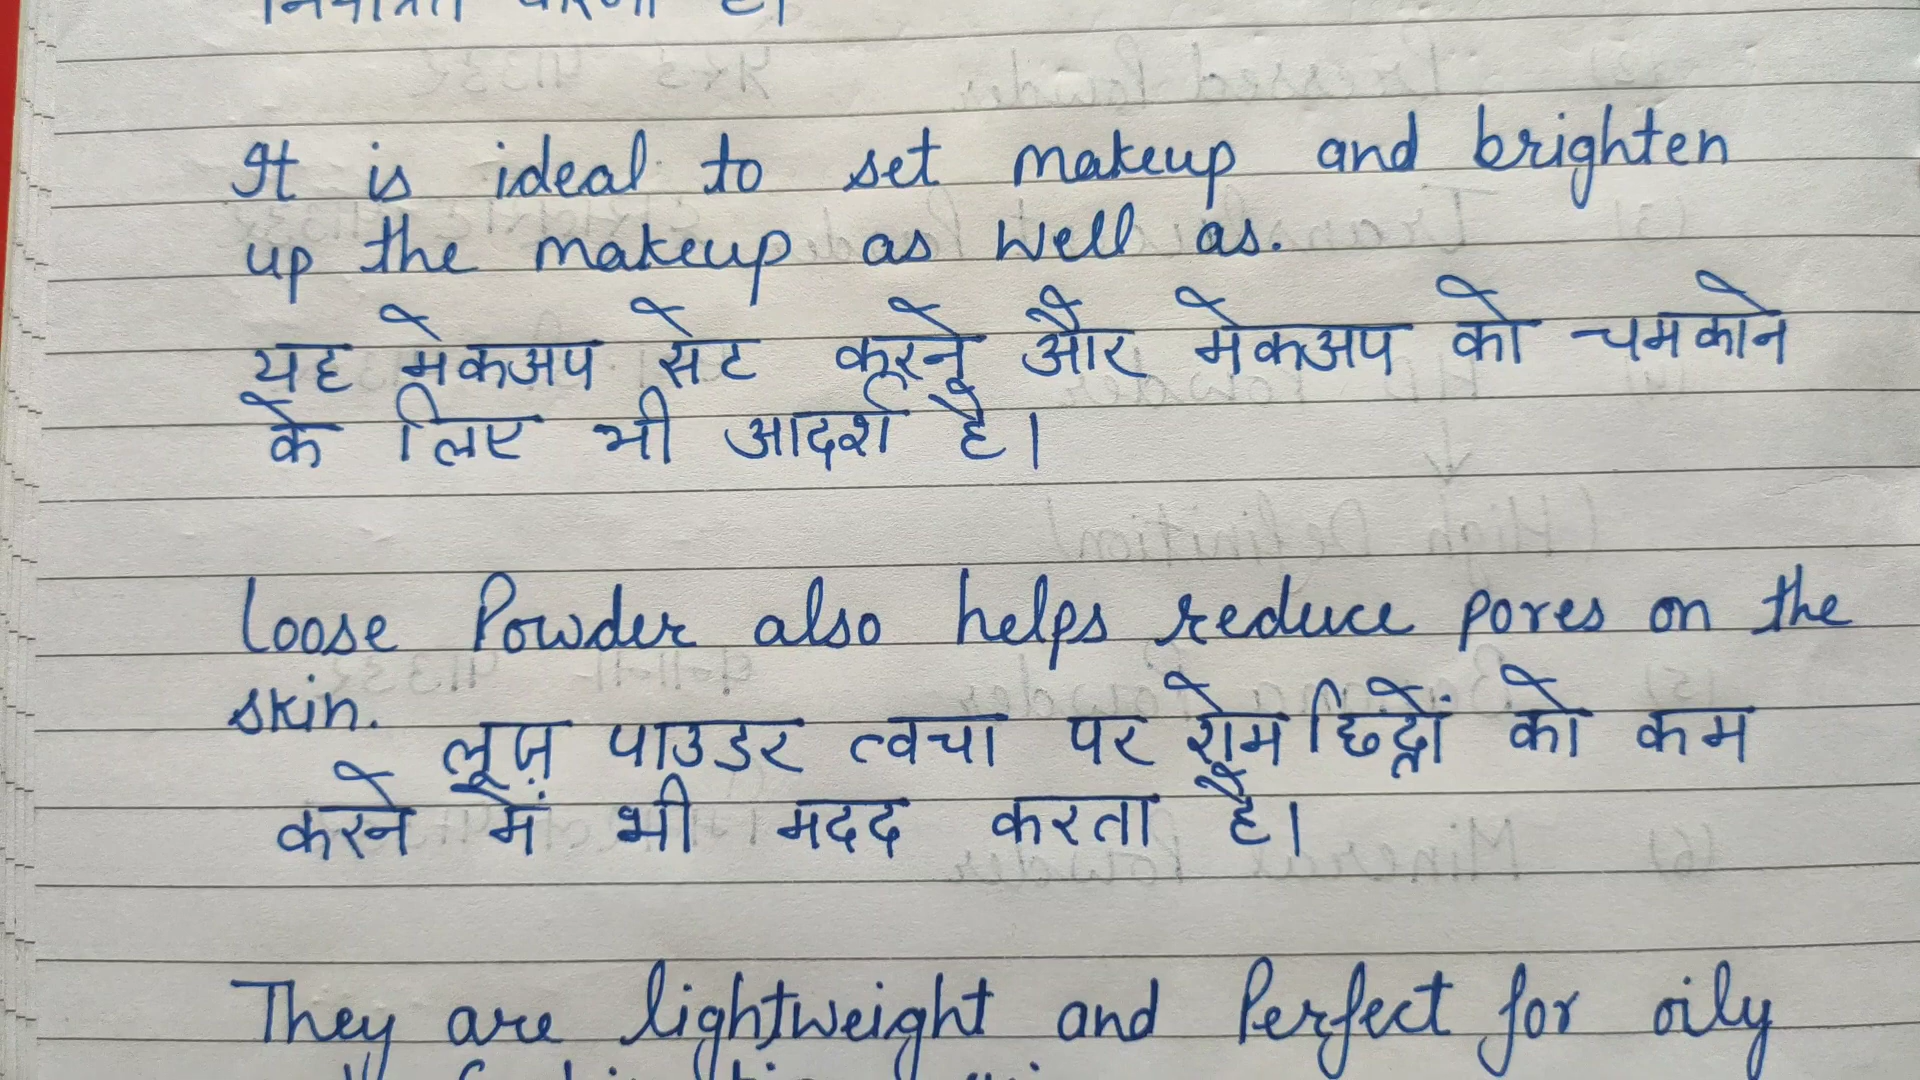 It is ideal to set makeup and brighten
up the makeup as well as.
यह मेकअप सेट करने और मेकअप को चमकाने
के लिए भी आदर्श है।
Loose Powder also helps reduce pores on the
skin.
लूज़ पाउडर त्वचा पर रोमछिद्रों को कम
करने में भी मदद करता है।
They are lightweight and Perfect for oily